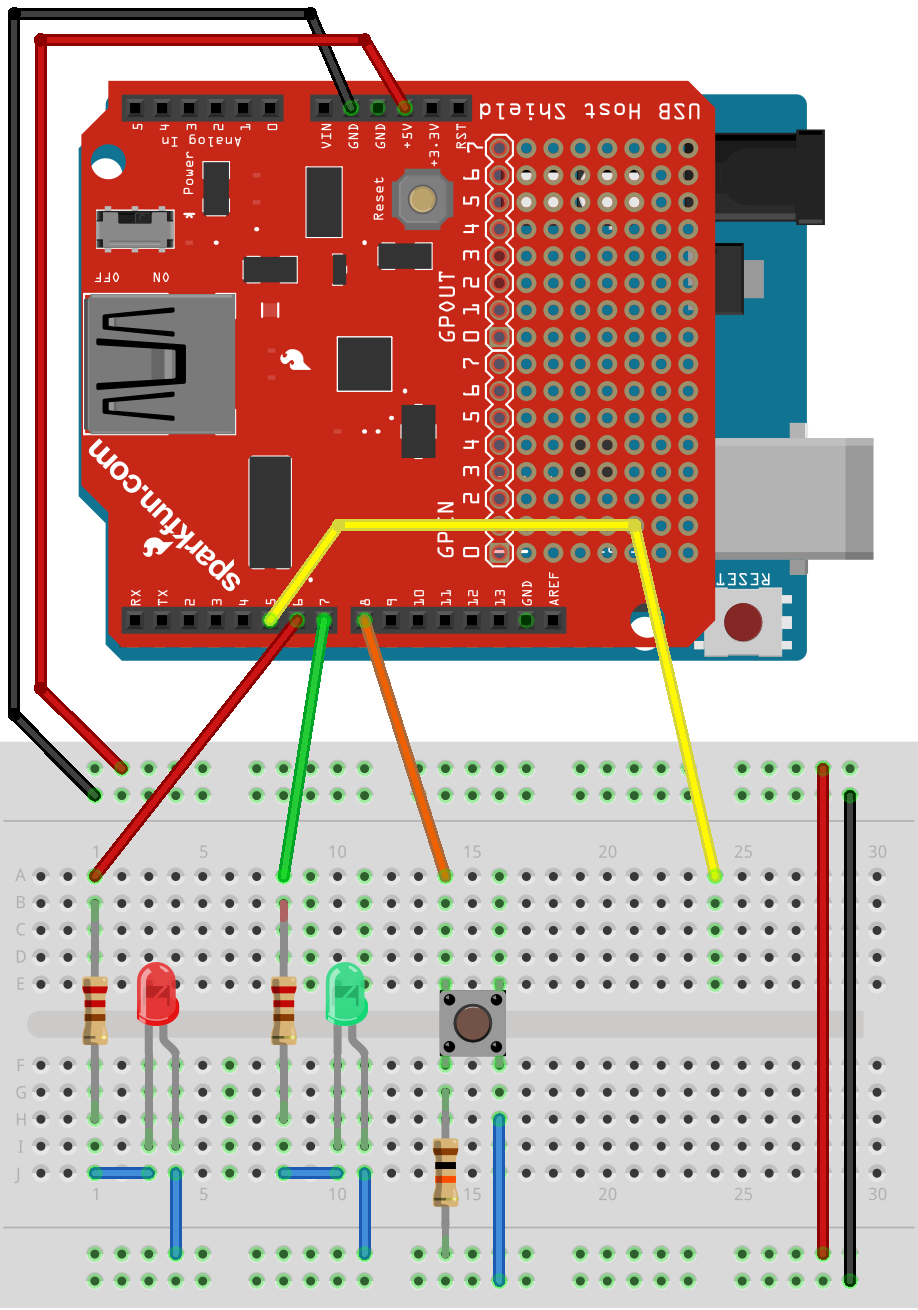 USB Host Shield
5 4 3 2 1 0
Analog In
VIN GND GND +5V +3.3V RST
Power
Reset
OFF ON
GPOUT
7 6 5 4 3 2 1 0
GPIN
7 6 5 4 3 2 0
sparkfun.com
RX TX 2 3 4 5 6 7 8 9 10 11 12 13 GND AREF
RESET
1 5 10 15 20 25 30
A
B
C
D
E
F
G
H
I
J
1 5 10 15 20 25 30